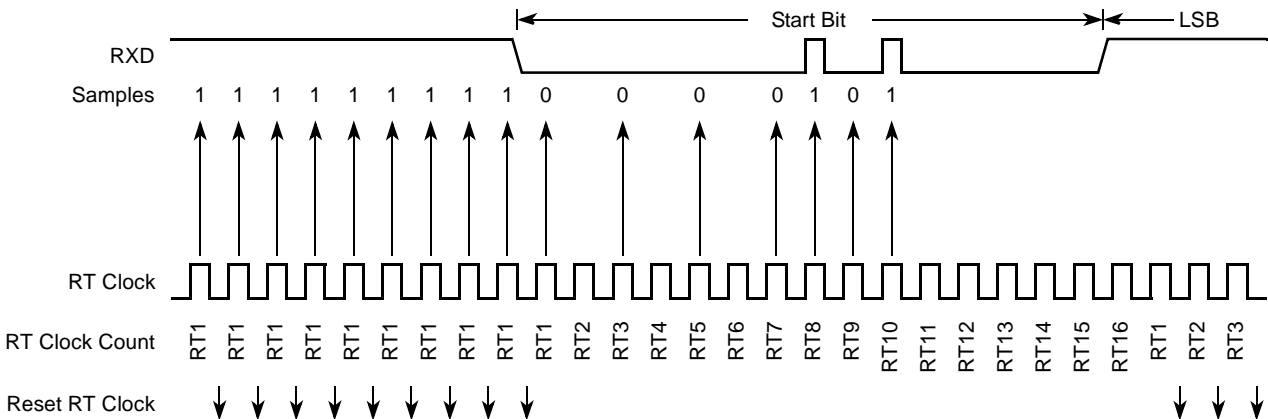 Start Bit
LSB
RXD
Samples 1 1 1 1 1 1 1 1 1 0 0 0 0 1 0 1
RT Clock
RT Clock Count RT1 RT1 RT1 RT1 RT1 RT1 RT1 RT1 RT1 RT1 RT2 RT3 RT4 RT5 RT6 RT7 RT8 RT9 RT10 RT11 RT12 RT13 RT14 RT15 RT16 RT1 RT2 RT3
Reset RT Clock